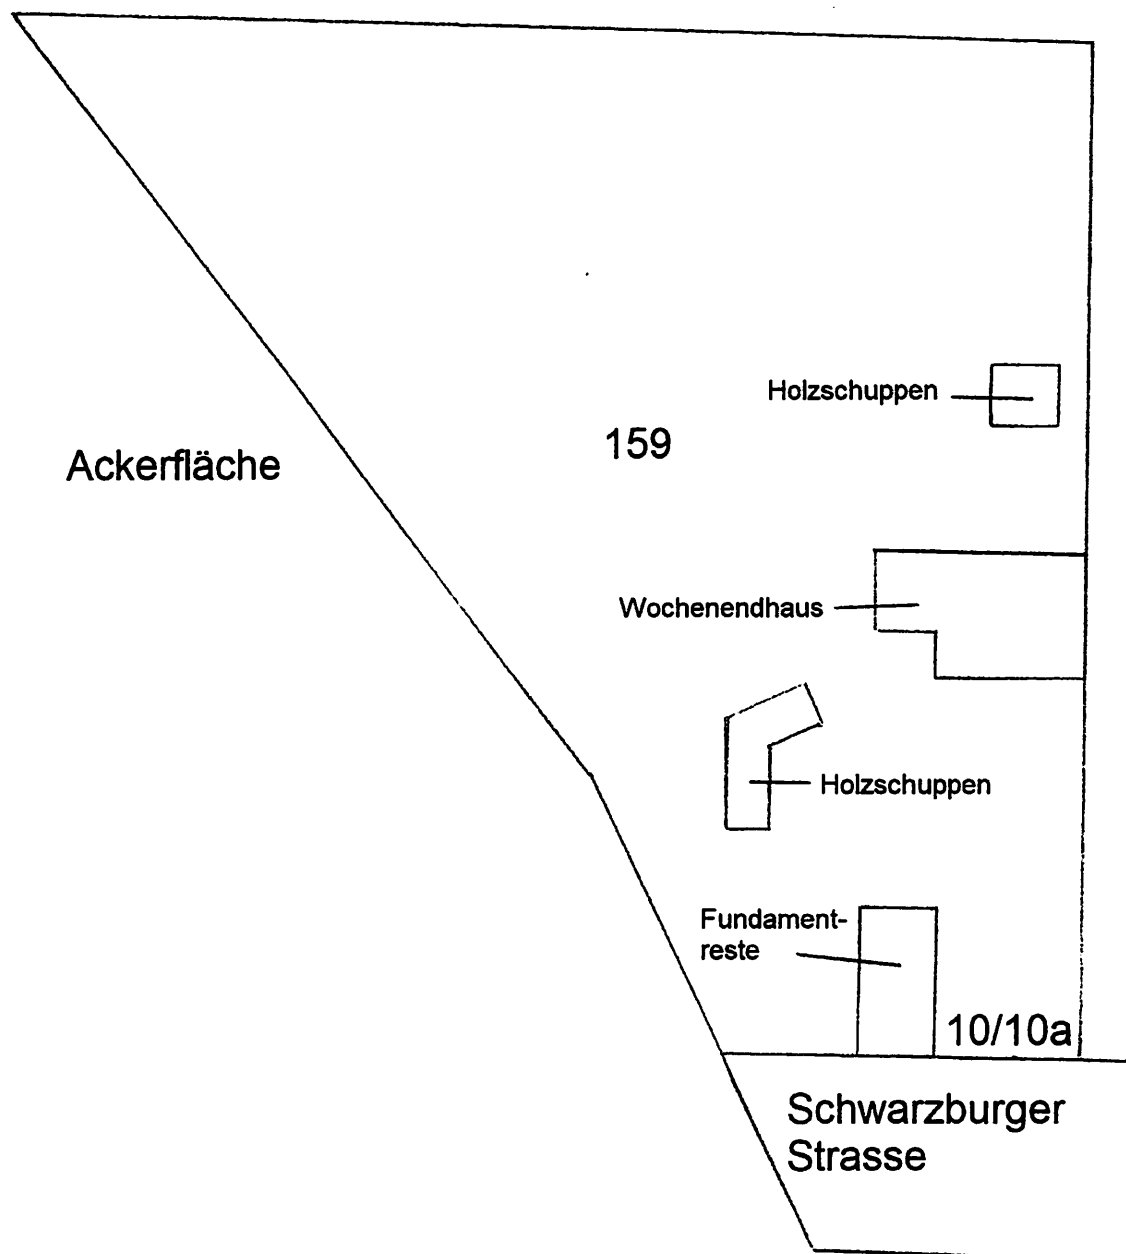 Holzschuppen
159
Ackerfläche
Wochenendhaus
Holzschuppen
Fundament-
reste
10/10a
Schwarzburger
Strasse